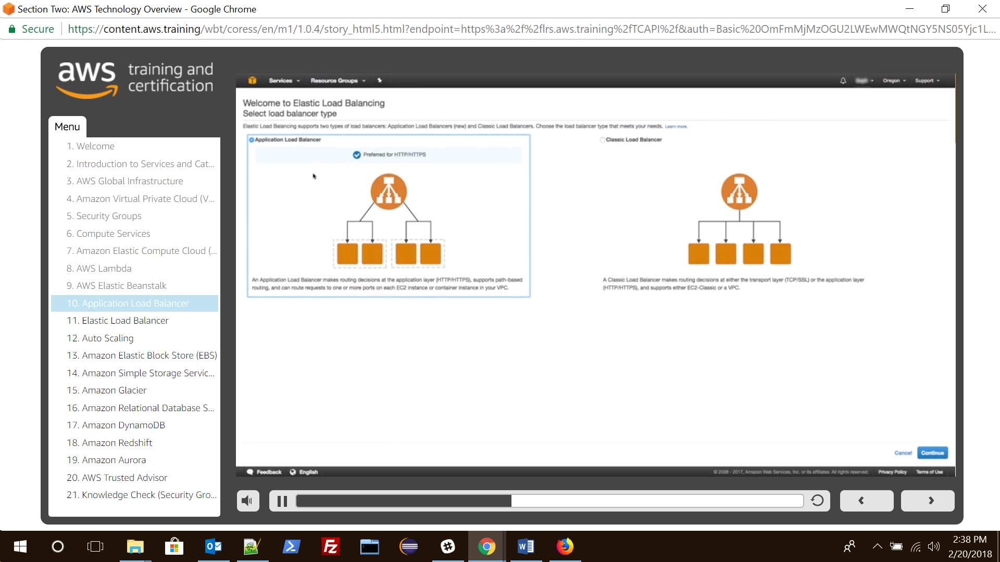 Section Two: AWS Technology Overview - Google Chrome
Secure
https://content.aws.training/wbt/coress/en/m1/1.0.4/story_html5.html?endpoint=https%3a%2f%2flrs.aws.training%2fTCAPI%2f&auth=Basic%20OmFmMjMzOGU2LWEwMWQtNGY5NS05Yjc1L...
aws training and
certification
Menu
1. Welcome
2. Introduction to Services and Cat...
3. AWS Global Infrastructure
4. Amazon Virtual Private Cloud (V...
5. Security Groups
6. Compute Services
7. Amazon Elastic Compute Cloud (...
8. AWS Lambda
9. AWS Elastic Beanstalk
10. Application Load Balancer
11. Elastic Load Balancer
12. Auto Scaling
13. Amazon Elastic Block Store (EBS)
14. Amazon Simple Storage Servic...
15. Amazon Glacier
16. Amazon Relational Database S...
17. Amazon DynamoDB
18. Amazon Redshift
19. Amazon Aurora
20. AWS Trusted Advisor
21. Knowledge Check (Security Gro...
Services Resource Groups
Oregon Support
Welcome to Elastic Load Balancing
Select load balancer type
Elastic Load Balancing supports two types of load balancers: Application Load Balancers (new) and Classic Load Balancers. Choose the load balancer type that meets your needs. Learn more.
Application Load Balancer
Preferred for HTTP/HTTPS
An Application Load Balancer makes routing decisions at the application layer (HTTP/HTTPS), supports path-based
routing, and can route requests to one or more ports on each EC2 instance or container instance in your VPC.
Classic Load Balancer
A Classic Load Balancer makes routing decisions at either the transport layer (TCP/SSL) or the application layer
(HTTP/HTTPS), and supports either EC2-Classic or a VPC.
Cancel Continue
Feedback English
© 2008 - 2017, Amazon Web Services, Inc. or its affiliates. All rights reserved. Privacy Policy Terms of Use
2:38 PM
2/20/2018